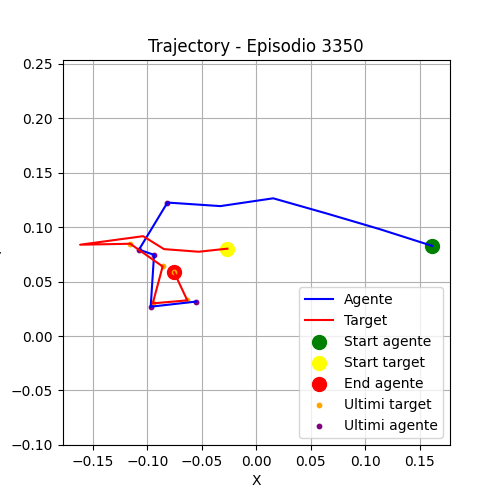 Trajectory - Episodio 3350
0.25
0.20
0.15
0.10
0.05
0.00
−0.05
−0.10
−0.15
−0.10
−0.05
0.00
0.05
0.10
0.15
X
Agente
Target
Start agente
Start target
End agente
Ultimi target
Ultimi agente